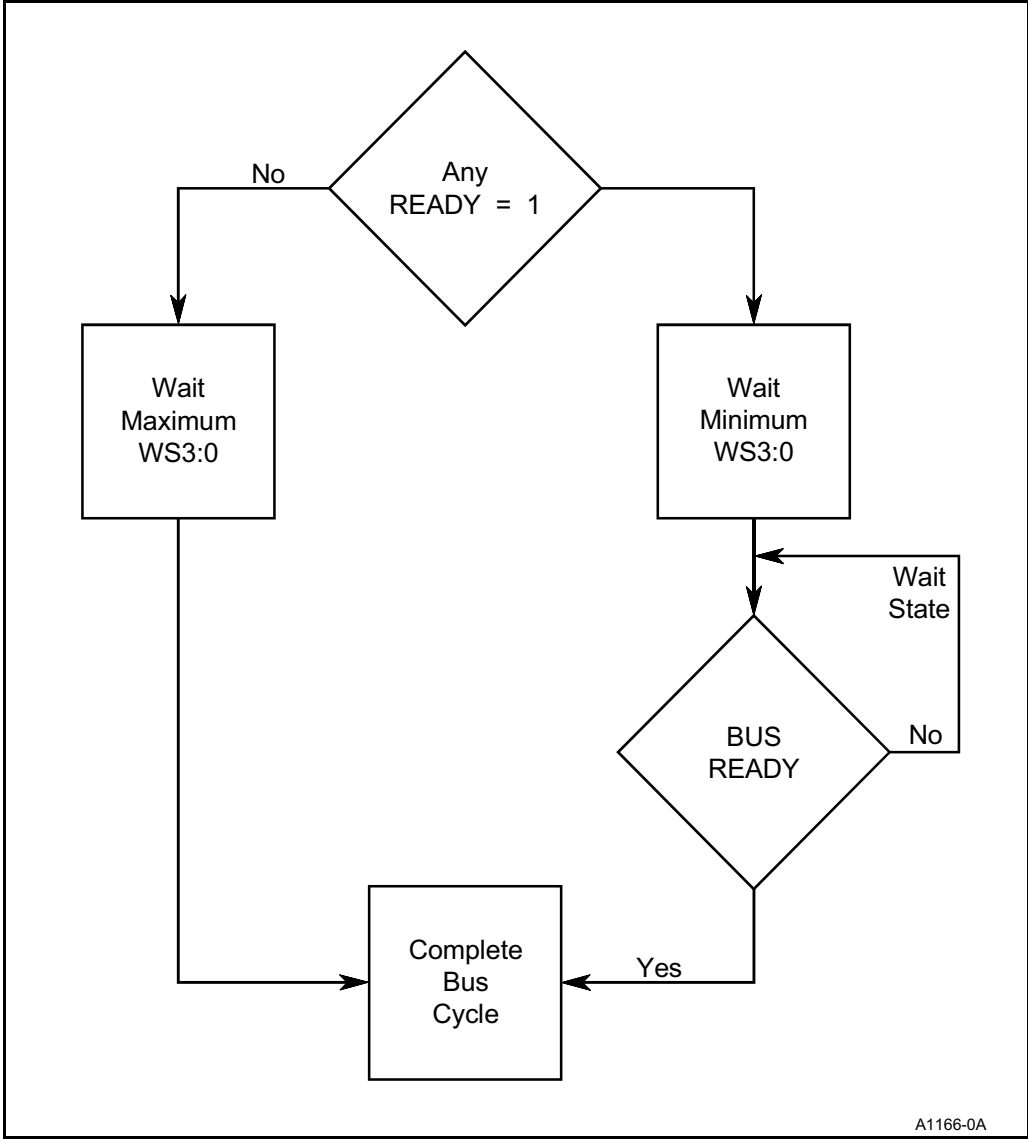 Any
READY = 1
No
Wait
Maximum
WS3:0
Wait
Minimum
WS3:0
Wait
State
BUS
READY
No
Yes
Complete
Bus
Cycle
A1166-0A